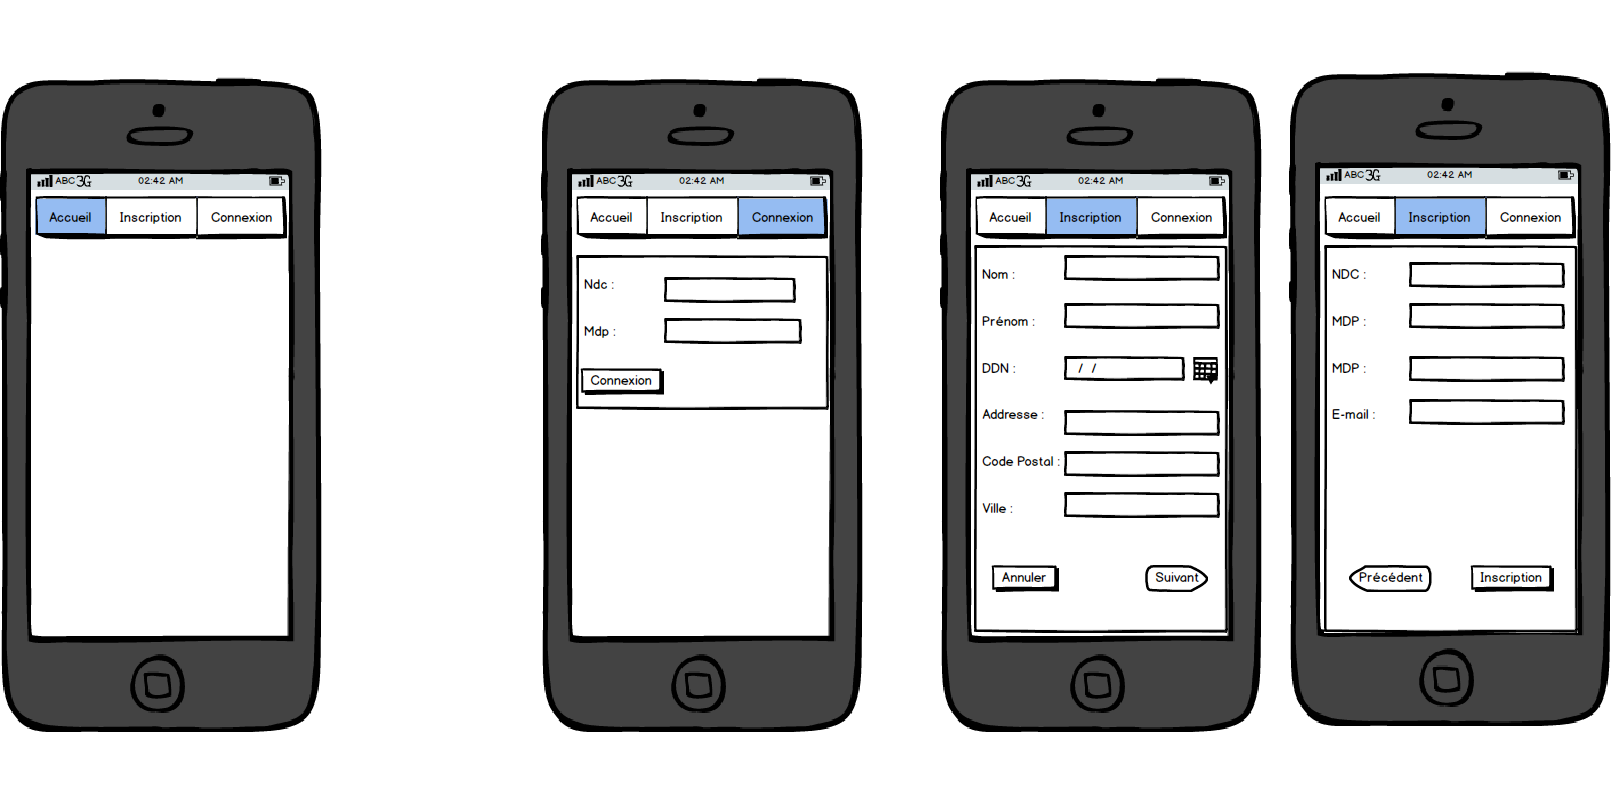 ABC 3G 02:42 AM
Accueil Inscription Connexion
ABC 3G 02:42 AM
Accueil Inscription Connexion
Ndc :
Mdp :
Connexion
ABC 3G 02:42 AM
Accueil Inscription Connexion
Nom :
Prénom :
DDN : / /
Addresse :
Code Postal :
Ville :
Annuler Suivant
ABC 3G 02:42 AM
Accueil Inscription Connexion
NDC :
MDP :
MDP :
E-mail :
Précédent Inscription